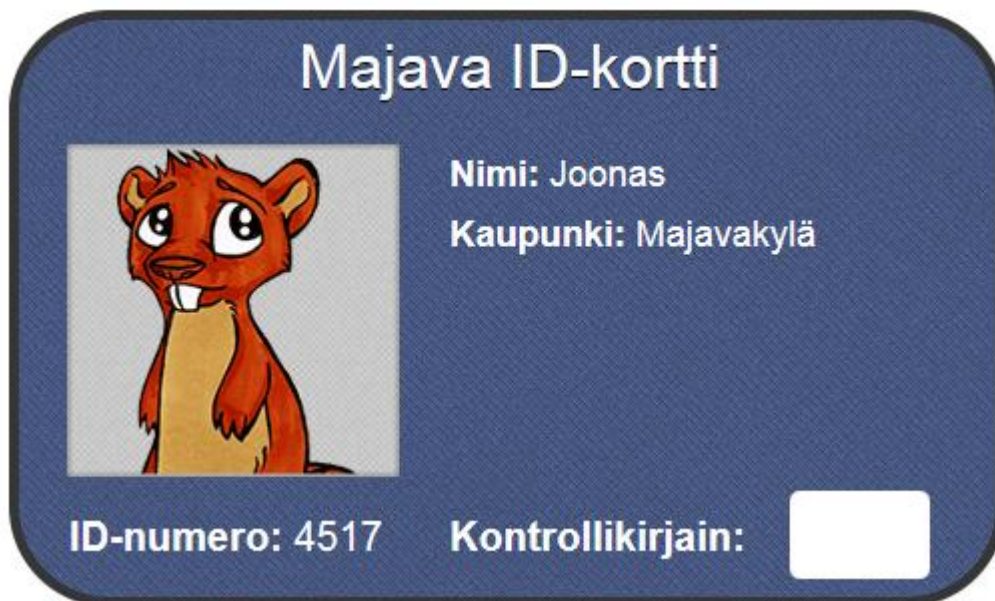 Majava ID-kortti
Nimi: Joonas
Kaupunki: Majavakylä
ID-numero: 4517 Kontrollikirjain: